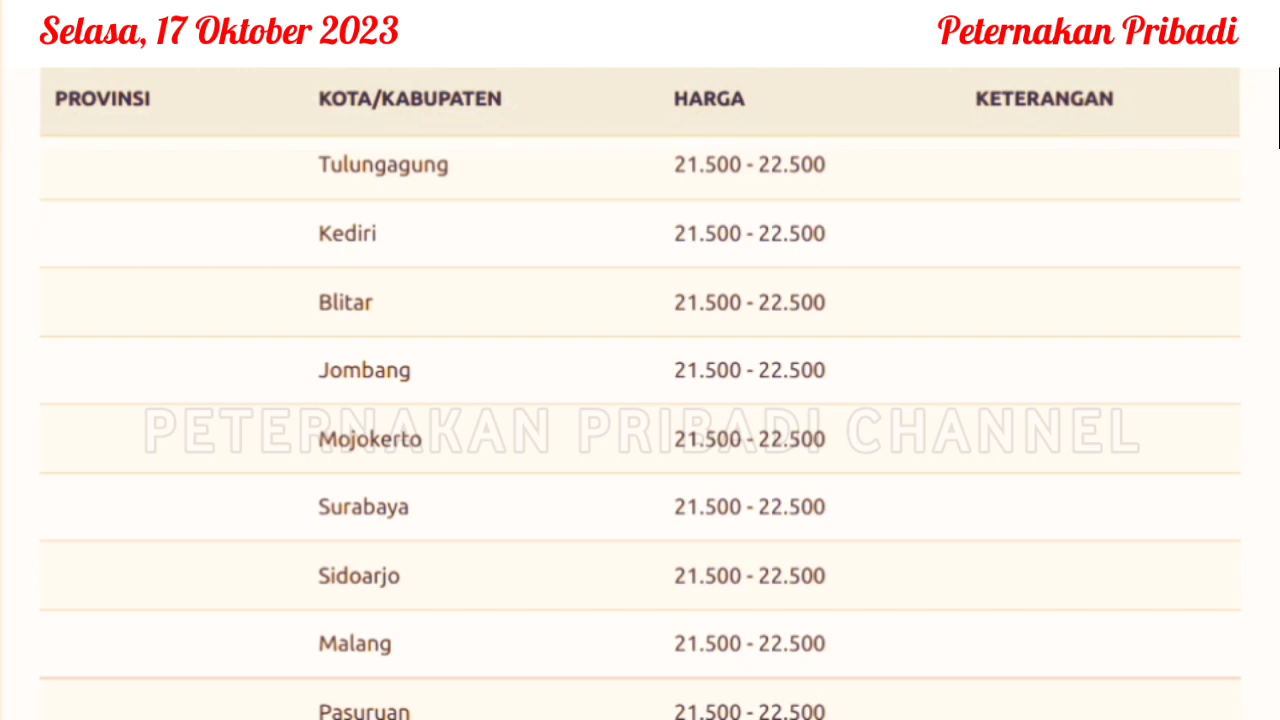 Selasa, 17 Oktober 2023 Peternakan Pribadi
PROVINSI KOTA/KABUPATEN HARGA KETERANGAN
Tulungagung 21.500 - 22.500
Kediri 21.500 - 22.500
Blitar 21.500 - 22.500
Jombang 21.500 - 22.500
PETERNAKAN PRIBADI CHANNEL
Mojokerto 21.500 - 22.500
Surabaya 21.500 - 22.500
Sidoarjo 21.500 - 22.500
Malang 21.500 - 22.500
Pasuruan 21.500 - 22.500